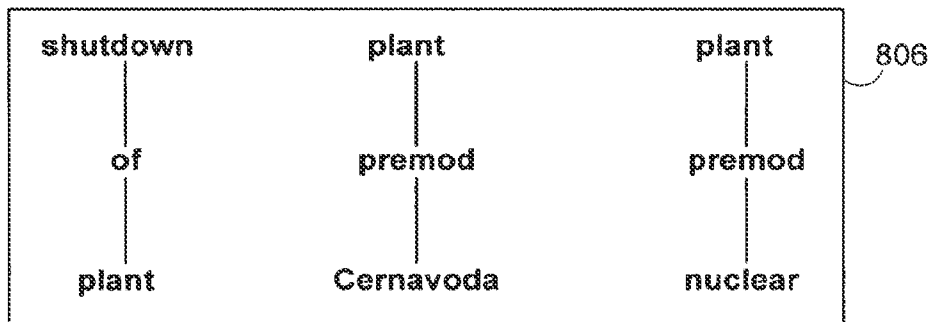 shutdown plant plant
806
of premod premod
plant Cernavoda nuclear